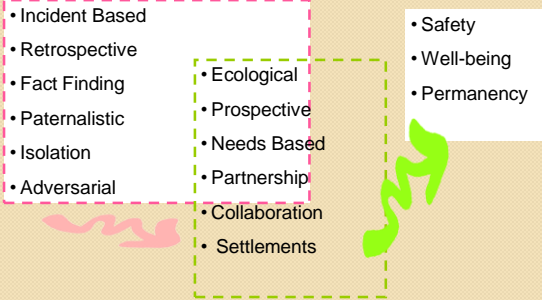 • Incident Based
• Retrospective
• Fact Finding
• Paternalistic
• Isolation
• Adversarial
• Ecological
• Prospective
• Needs Based
• Partnership
• Collaboration
• Settlements
• Safety
• Well-being
• Permanency